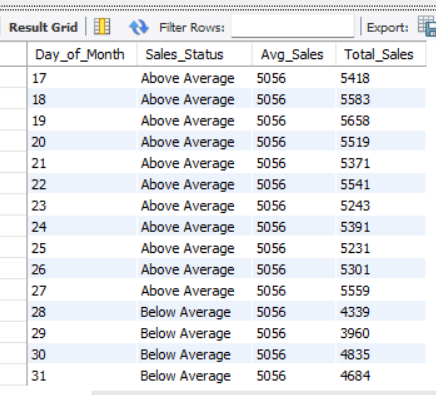 Result Grid Filter Rows: Export:
Day_of_Month Sales_Status Avg_Sales Total_Sales
17 Above Average 5056 5418
18 Above Average 5056 5583
19 Above Average 5056 5658
20 Above Average 5056 5519
21 Above Average 5056 5371
22 Above Average 5056 5541
23 Above Average 5056 5243
24 Above Average 5056 5391
25 Above Average 5056 5231
26 Above Average 5056 5301
27 Above Average 5056 5559
28 Below Average 5056 4339
29 Below Average 5056 3960
30 Below Average 5056 4835
31 Below Average 5056 4684